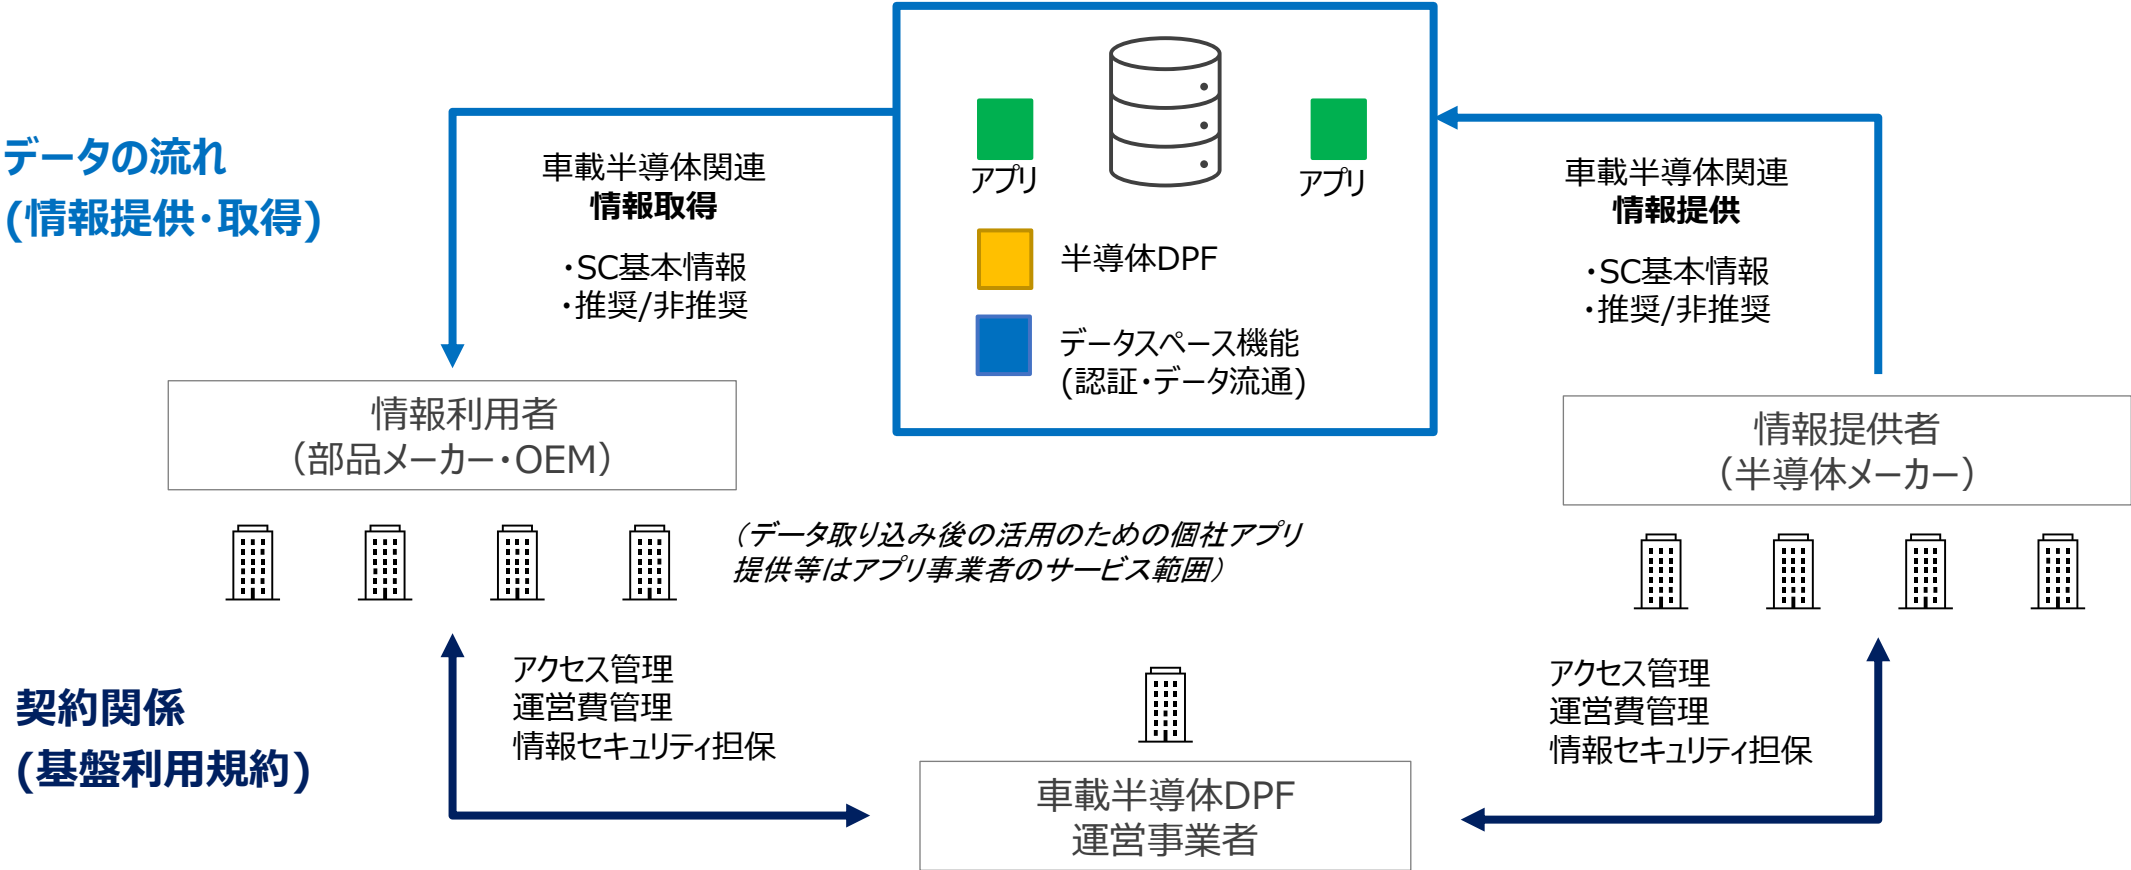 データの流れ
(情報提供・取得)
車載半導体関連
情報取得
・SC基本情報
・推奨/非推奨
アプリ
アプリ
半導体DPF
データスペース機能
(認証・データ流通)
車載半導体関連
情報提供
・SC基本情報
・推奨/非推奨
情報利用者
（部品メーカー・OEM）
情報提供者
（半導体メーカー）
（データ取り込み後の活用のための個社アプリ
提供等はアプリ事業者のサービス範囲）
契約関係
(基盤利用規約)
アクセス管理
運営費管理
情報セキュリティ担保
車載半導体DPF
運営事業者
アクセス管理
運営費管理
情報セキュリティ担保